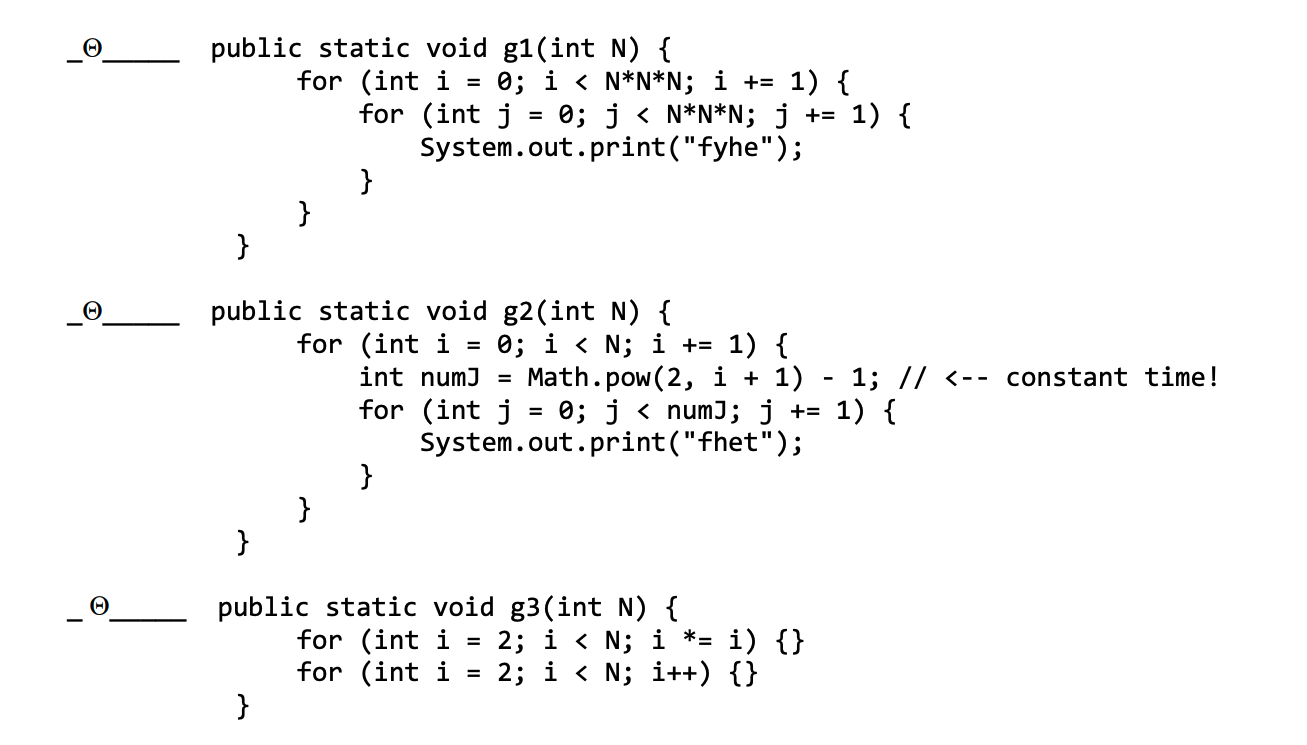 _Θ_____ public static void g1(int N) {
for (int i = 0; i < N*N*N; i += 1) {
for (int j = 0; j < N*N*N; j += 1) {
System.out.print("fyhe");
}
}
}
_Θ_____ public static void g2(int N) {
for (int i = 0; i < N; i += 1) {
int numJ = Math.pow(2, i + 1) - 1; // <-- constant time!
for (int j = 0; j < numJ; j += 1) {
System.out.print("fhet");
}
}
}
_ Θ_____ public static void g3(int N) {
for (int i = 2; i < N; i *= i) {}
for (int i = 2; i < N; i++) {}
}